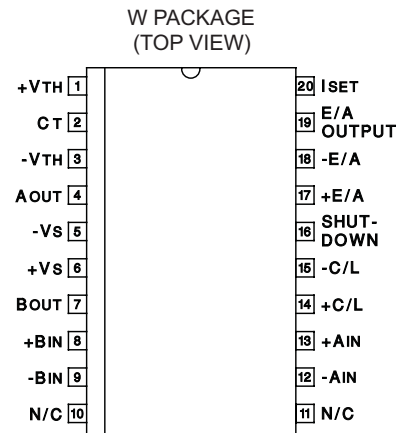 W PACKAGE
(TOP VIEW)
+VTH 1
CT 2
-VTH 3
AOUT 4
-VS 5
+VS 6
BOUT 7
+BIN 8
-BIN 9
N/C 10
20 ISET
19 E/A
OUTPUT
18 -E/A
17 +E/A
16 SHUT-
DOWN
15 -C/L
14 +C/L
13 +AIN
12 -AIN
11 N/C